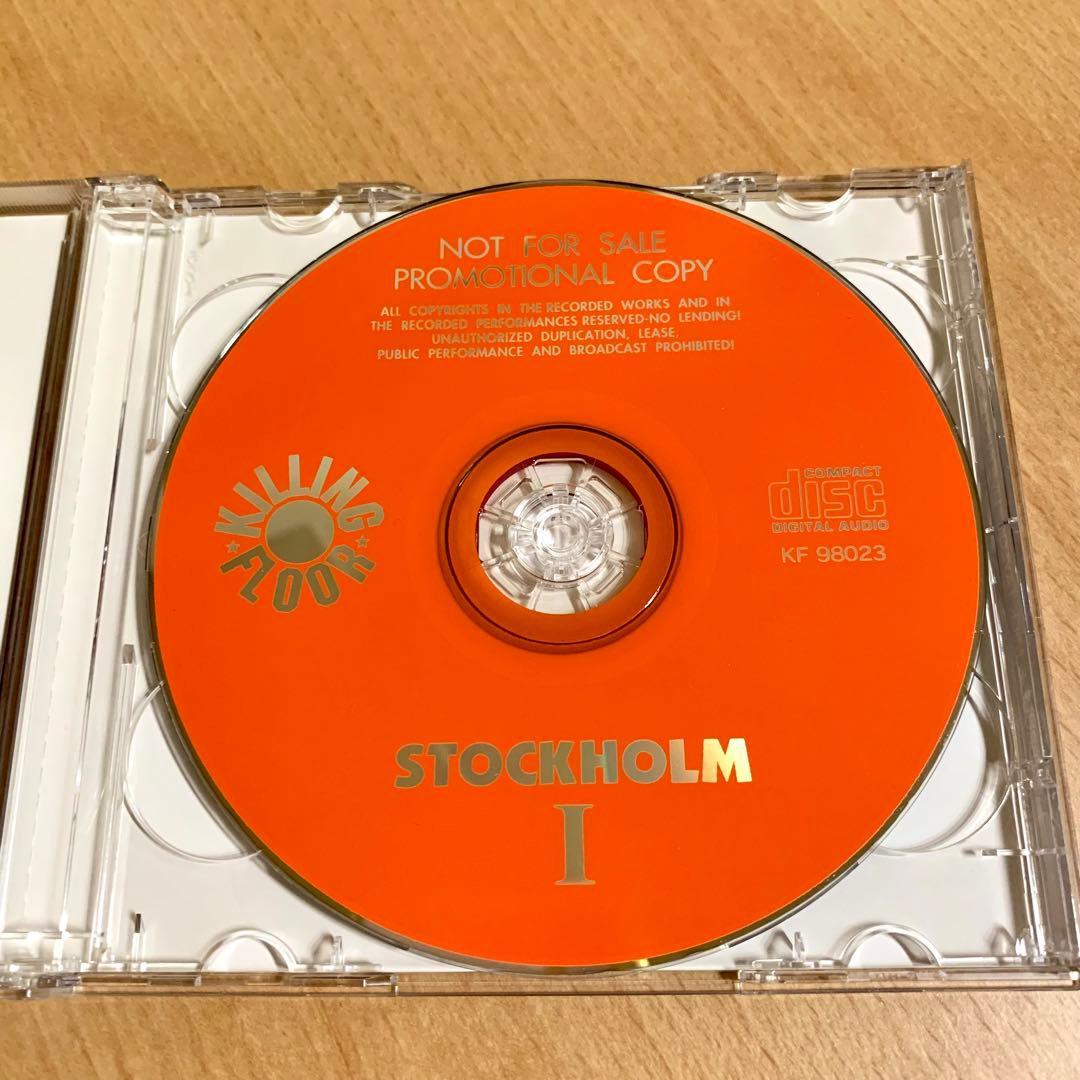 NOT FOR SALE
PROMOTIONAL COPY
ALL COPYRIGHTS IN THE RECORDED WORKS AND IN
THE RECORDED PERFORMANCES RESERVED-NO LENDING!
UNAUTHORIZED DUPLICATION, LEASE,
PUBLIC PERFORMANCE AND BROADCAST PROHIBITED!
KILLING
FLOOR
COMPACT
disc
DIGITAL AUDIO
KF 98023
STOCKHOLM
I